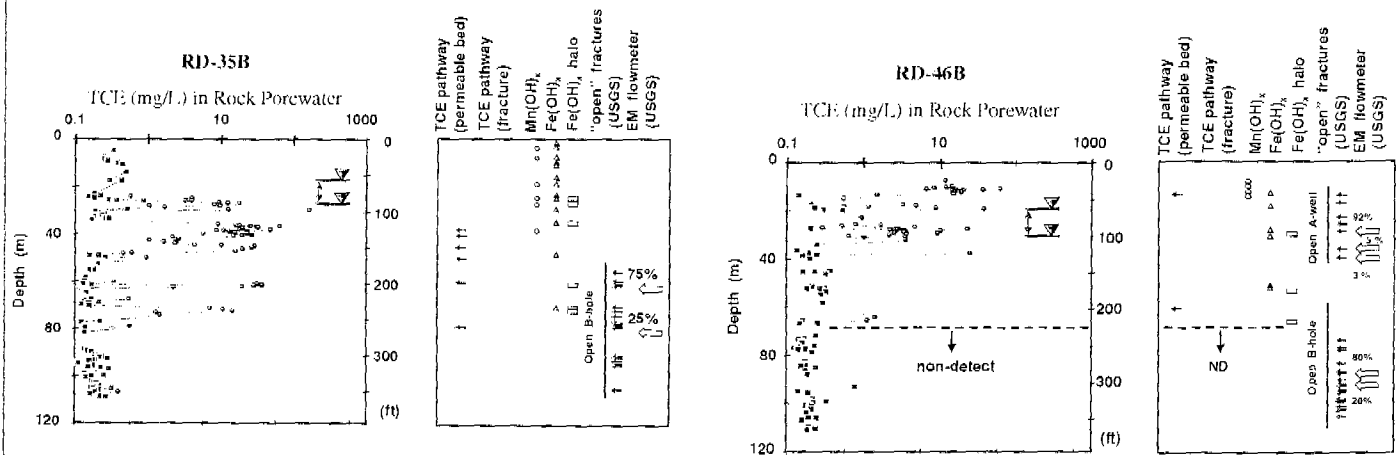 RD-35B
TCE (mg/L) in Rock Porewater
0.1 10 1000
0 0
40 100
80 200
120 300
Depth (m)
(ft)
TCE pathway
(permeable bed)
TCE pathway
(fracture)
Mn(OH)x
Fe(OH)x
Fe(OH)x halo
"open" fractures
(USGS)
EM flowmeter
(USGS)
75%
25%
Open B-hole
RD-46B
TCE (mg/L) in Rock Porewater
0.1 10 1000
0 0
40 100
80 200
120 300
Depth (m)
(ft)
non-detect
TCE pathway
(permeable bed)
TCE pathway
(fracture)
Mn(OH)x
Fe(OH)x
Fe(OH)x halo
"open" fractures
(USGS)
EM flowmeter
(USGS)
Open A-well
92%
3%
Open B-hole
80%
20%
ND